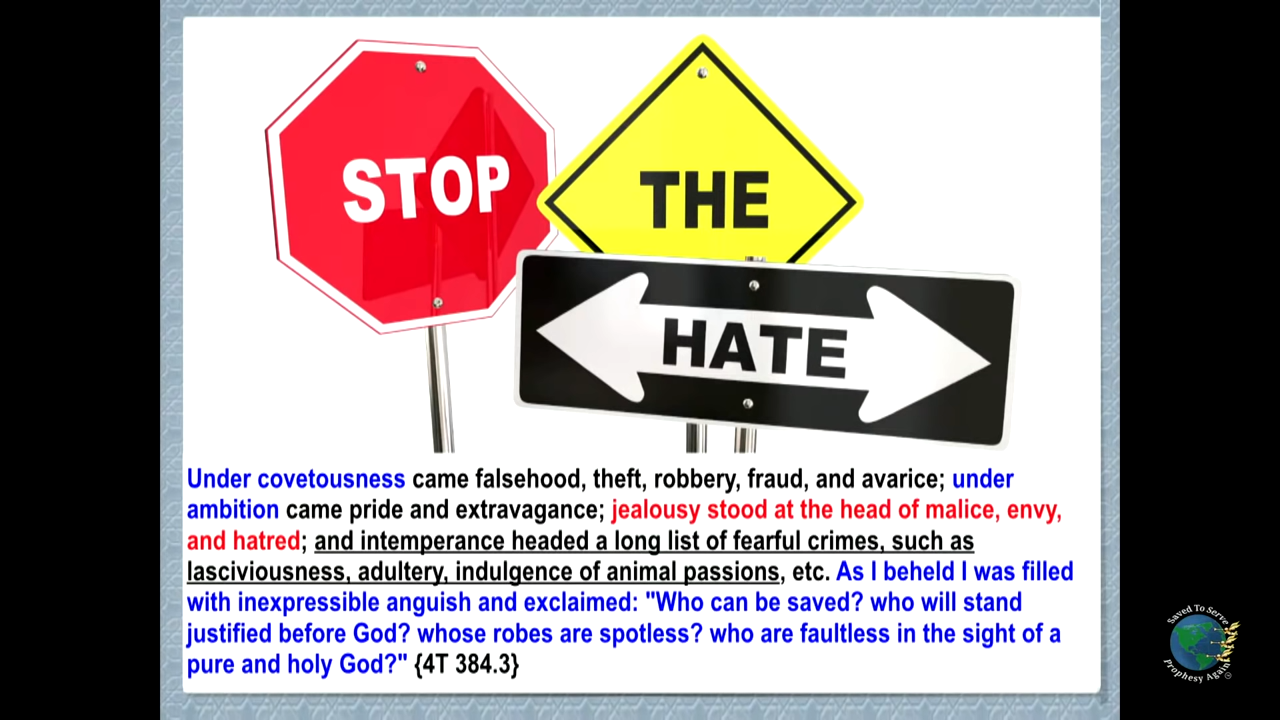 STOP
THE
HATE
Under covetousness came falsehood, theft, robbery, fraud, and avarice; under
ambition came pride and extravagance; jealousy stood at the head of malice, envy,
and hatred; and intemperance headed a long list of fearful crimes, such as
lasciviousness, adultery, indulgence of animal passions, etc. As I beheld I was filled
with inexpressible anguish and exclaimed: "Who can be saved? who will stand
justified before God? whose robes are spotless? who are faultless in the sight of a
pure and holy God?" {4T 384.3}
Saved To Serve
Prophesy Again